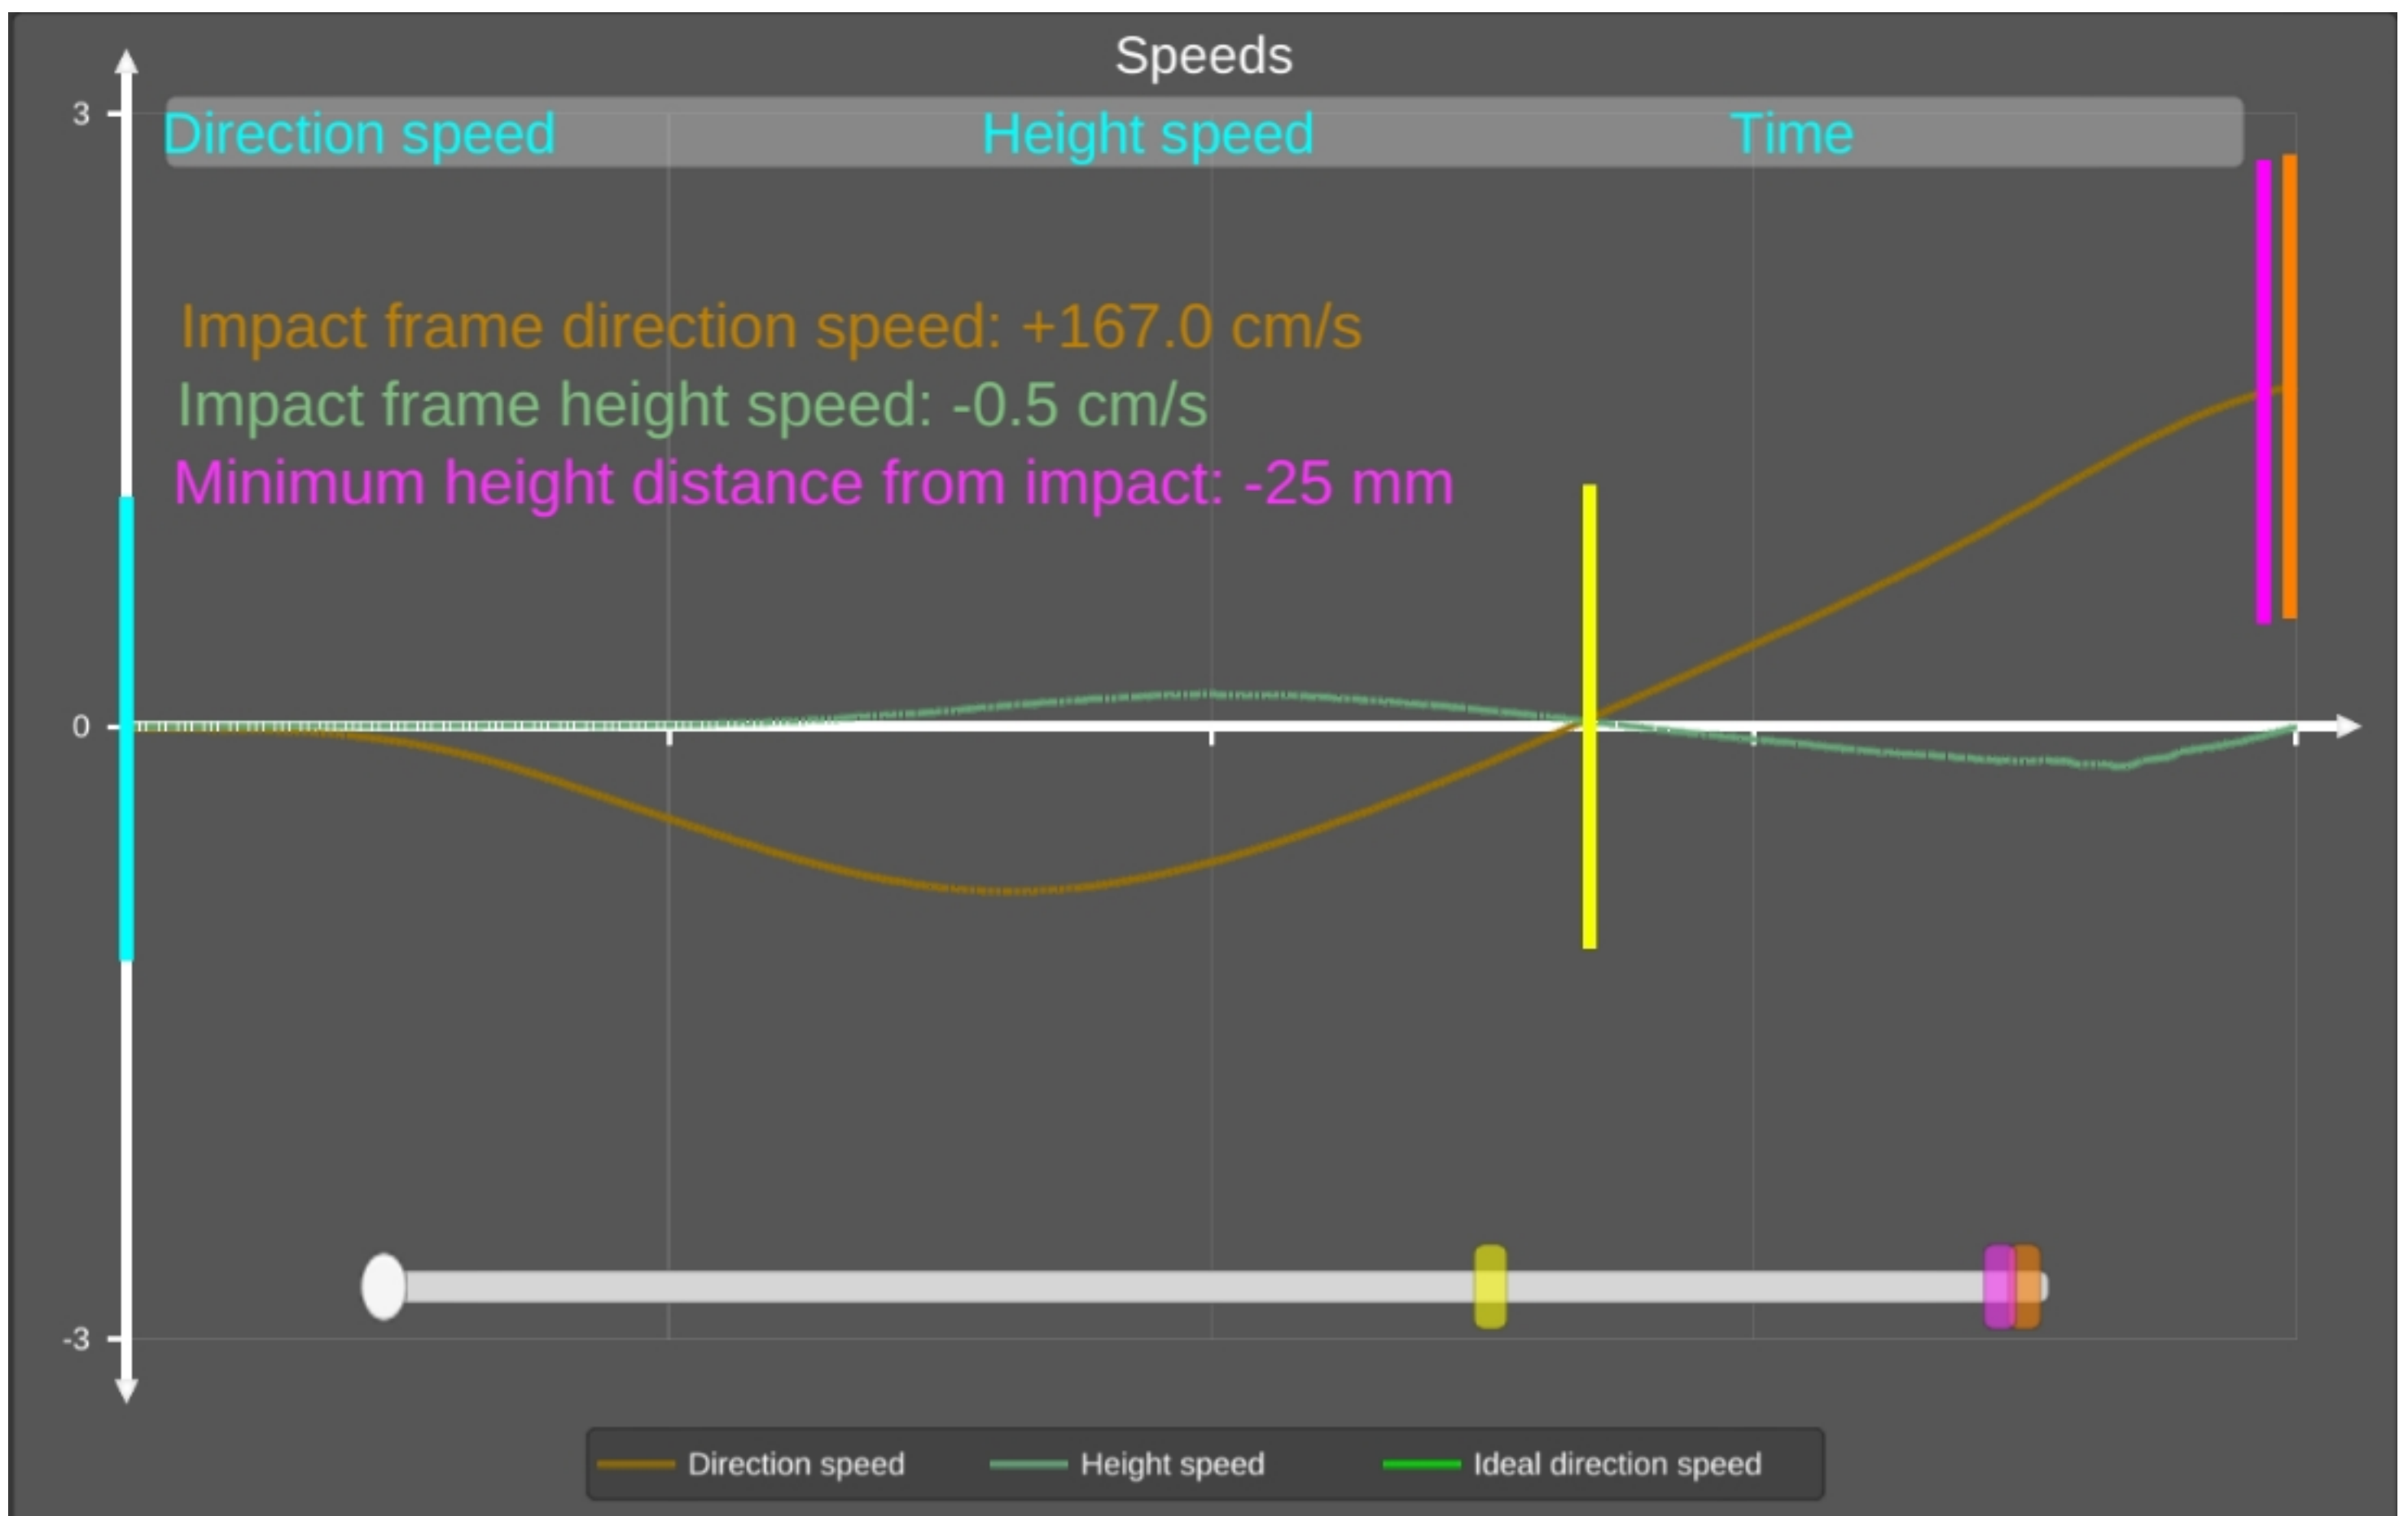 Speeds
3
Direction speed Height speed Time
Impact frame direction speed: +167.0 cm/s
Impact frame height speed: -0.5 cm/s
Minimum height distance from impact: -25 mm
0
-3
Direction speed Height speed Ideal direction speed